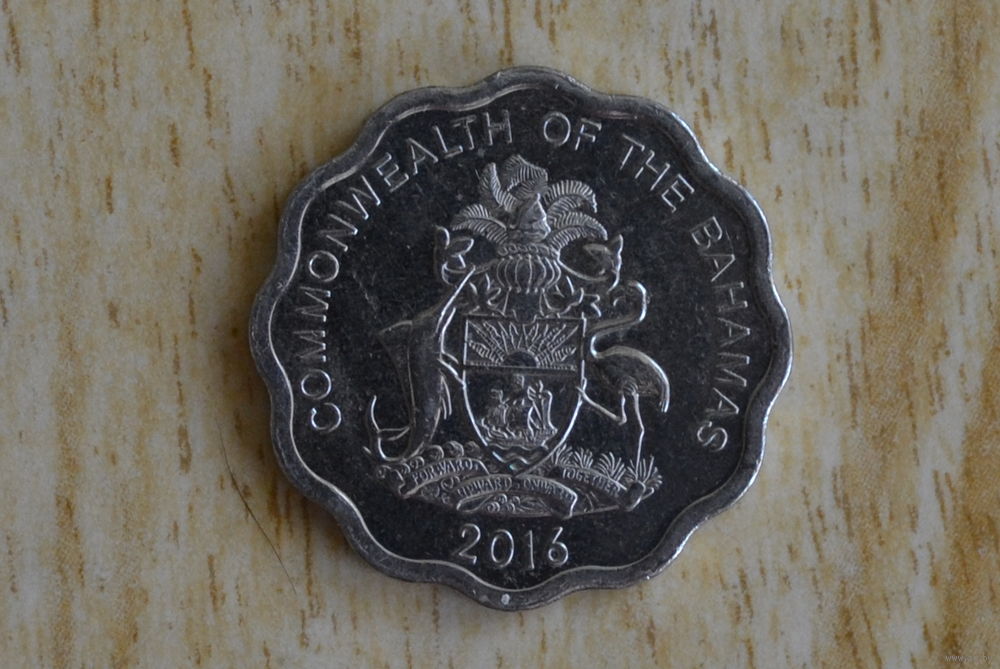 COMMONWEALTH OF THE BAHAMAS
FORWARD, UPWARD, ONWARD TOGETHER
2016